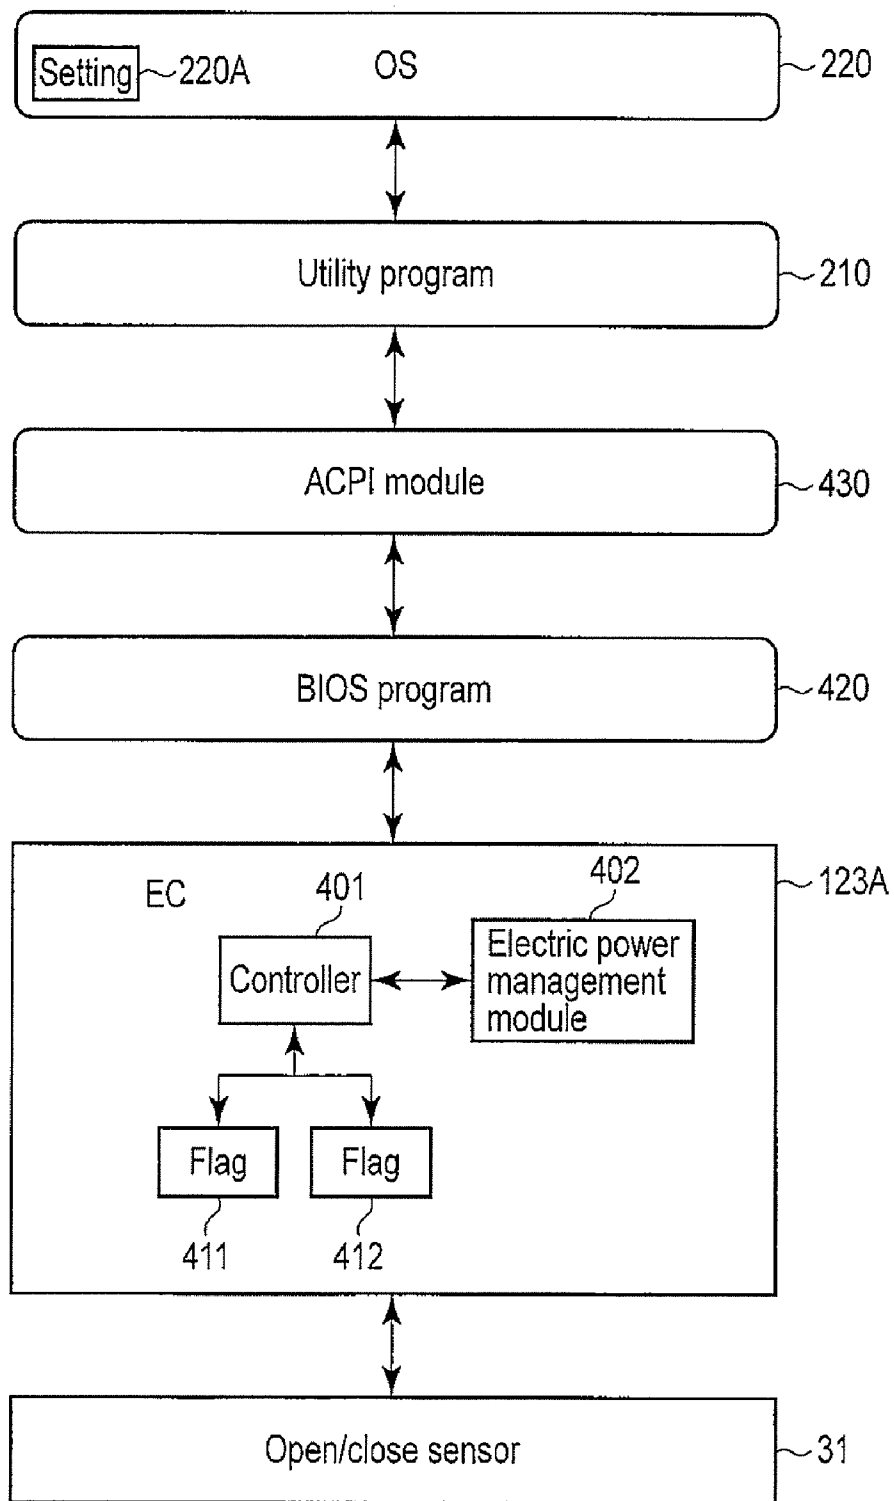 Setting 220A OS 220
Utility program 210
ACPI module 430
BIOS program 420
123A
EC 401 402
Controller
Electric power
management
module
Flag Flag
411 412
Open/close sensor 31